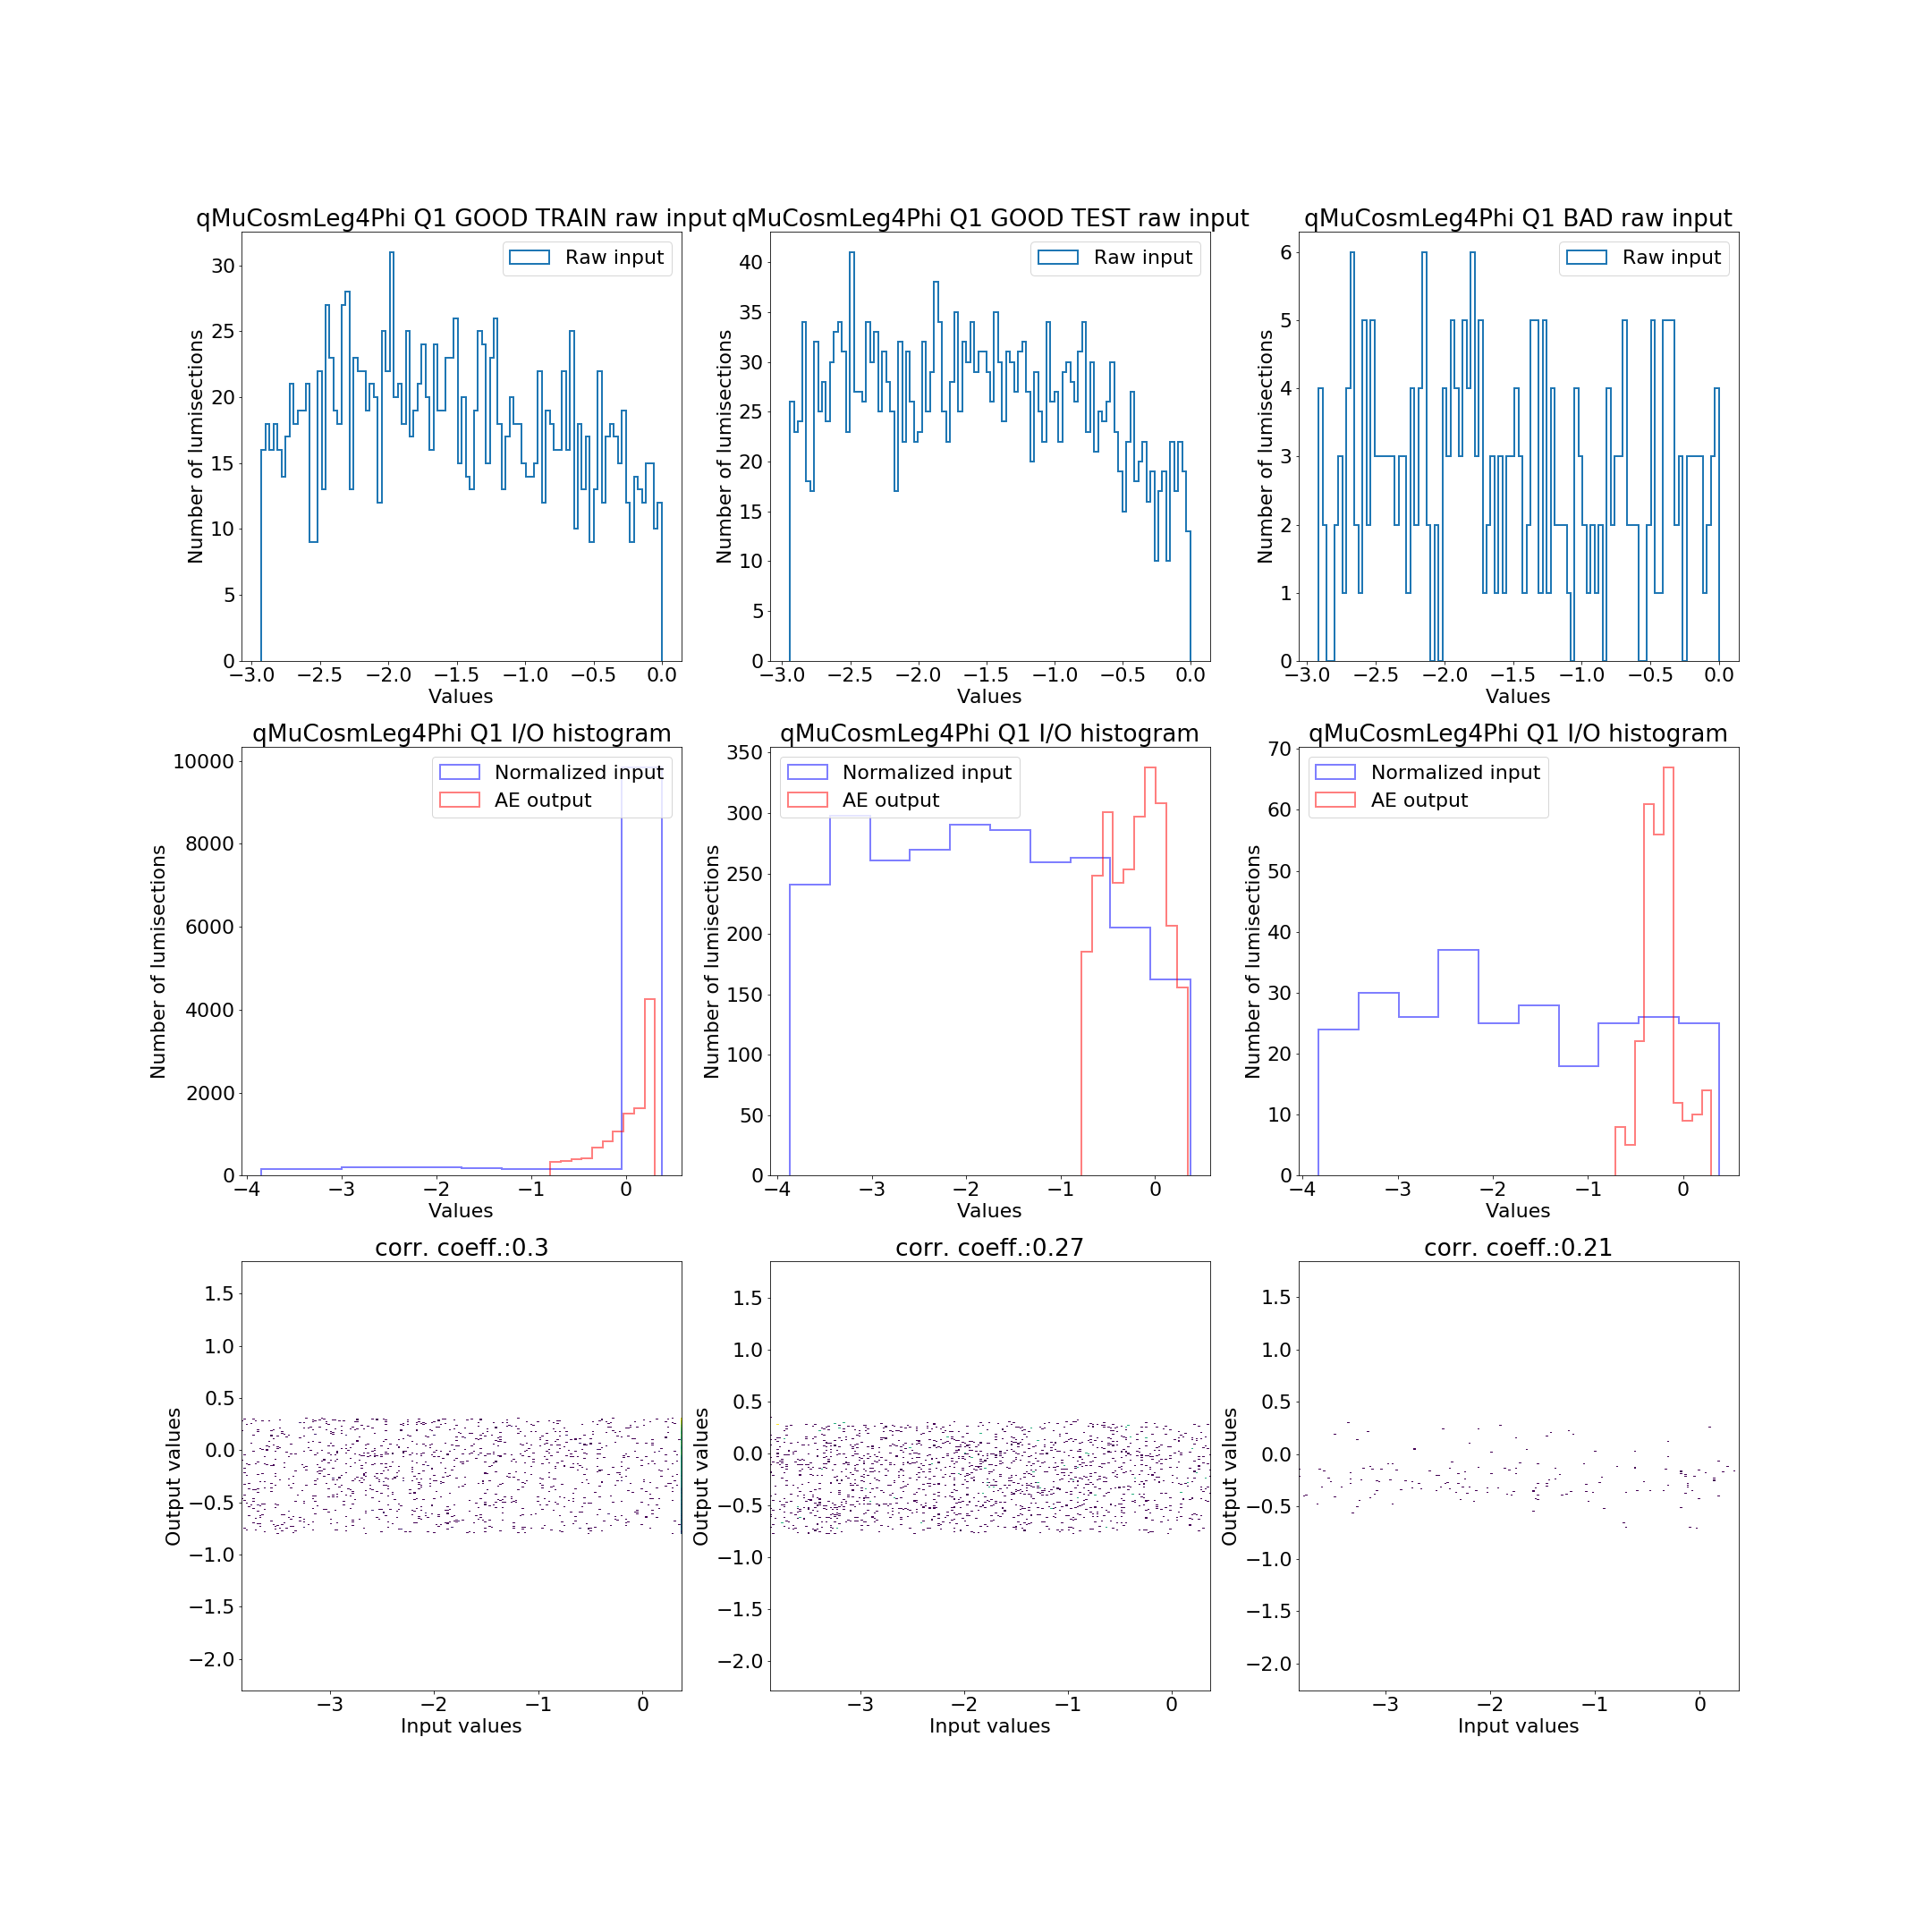 qMuCosmLeg4Phi Q1 GOOD TRAIN raw input
Raw input
30
25
20
15
10
5
0
Number of lumisections
−3.0 −2.5 −2.0 −1.5 −1.0 −0.5 0.0
Values
qMuCosmLeg4Phi Q1 GOOD TEST raw input
Raw input
40
35
30
25
20
15
10
5
0
Number of lumisections
−3.0 −2.5 −2.0 −1.5 −1.0 −0.5 0.0
Values
qMuCosmLeg4Phi Q1 BAD raw input
Raw input
6
5
4
3
2
1
0
Number of lumisections
−3.0 −2.5 −2.0 −1.5 −1.0 −0.5 0.0
Values
qMuCosmLeg4Phi Q1 I/O histogram
Normalized input
AE output
10000
8000
6000
4000
2000
0
Number of lumisections
−4 −3 −2 −1 0
Values
qMuCosmLeg4Phi Q1 I/O histogram
Normalized input
AE output
350
300
250
200
150
100
50
0
Number of lumisections
−4 −3 −2 −1 0
Values
qMuCosmLeg4Phi Q1 I/O histogram
Normalized input
AE output
70
60
50
40
30
20
10
0
Number of lumisections
−4 −3 −2 −1 0
Values
corr. coeff.:0.3
1.5
1.0
0.5
0.0
−0.5
−1.0
−1.5
−2.0
Output values
−3 −2 −1 0
Input values
corr. coeff.:0.27
1.5
1.0
0.5
0.0
−0.5
−1.0
−1.5
−2.0
Output values
−3 −2 −1 0
Input values
corr. coeff.:0.21
1.5
1.0
0.5
0.0
−0.5
−1.0
−1.5
−2.0
Output values
−3 −2 −1 0
Input values